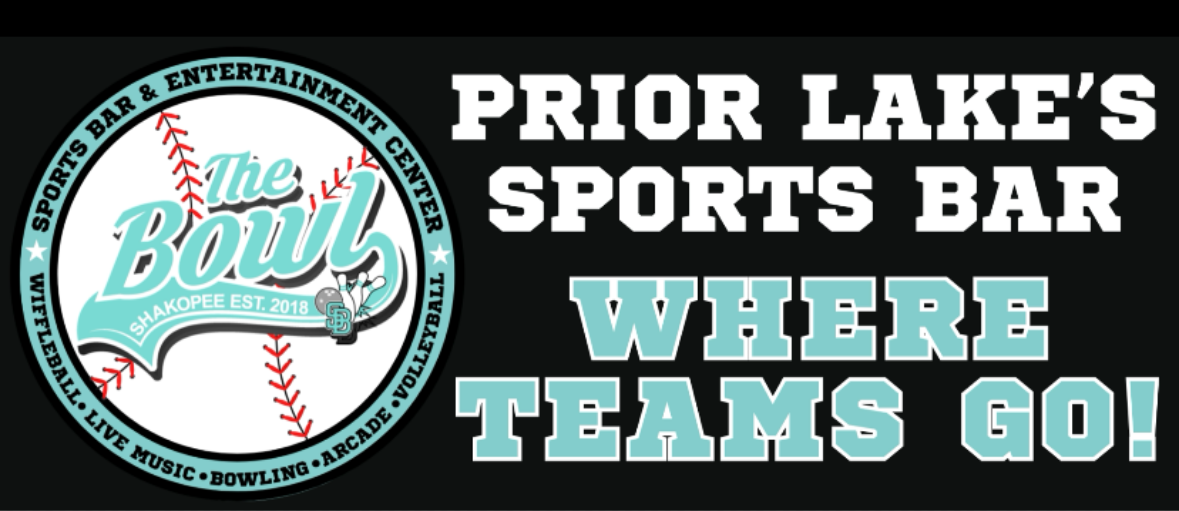 SPORTS BAR & ENTERTAINMENT CENTER
The
Bowl
SHAKOPEE EST. 2018
SB
WIFFLEBALL • LIVE MUSIC • BOWLING • ARCADE • VOLLEYBALL
PRIOR LAKE'S
SPORTS BAR
WHERE
TEAMS GO!